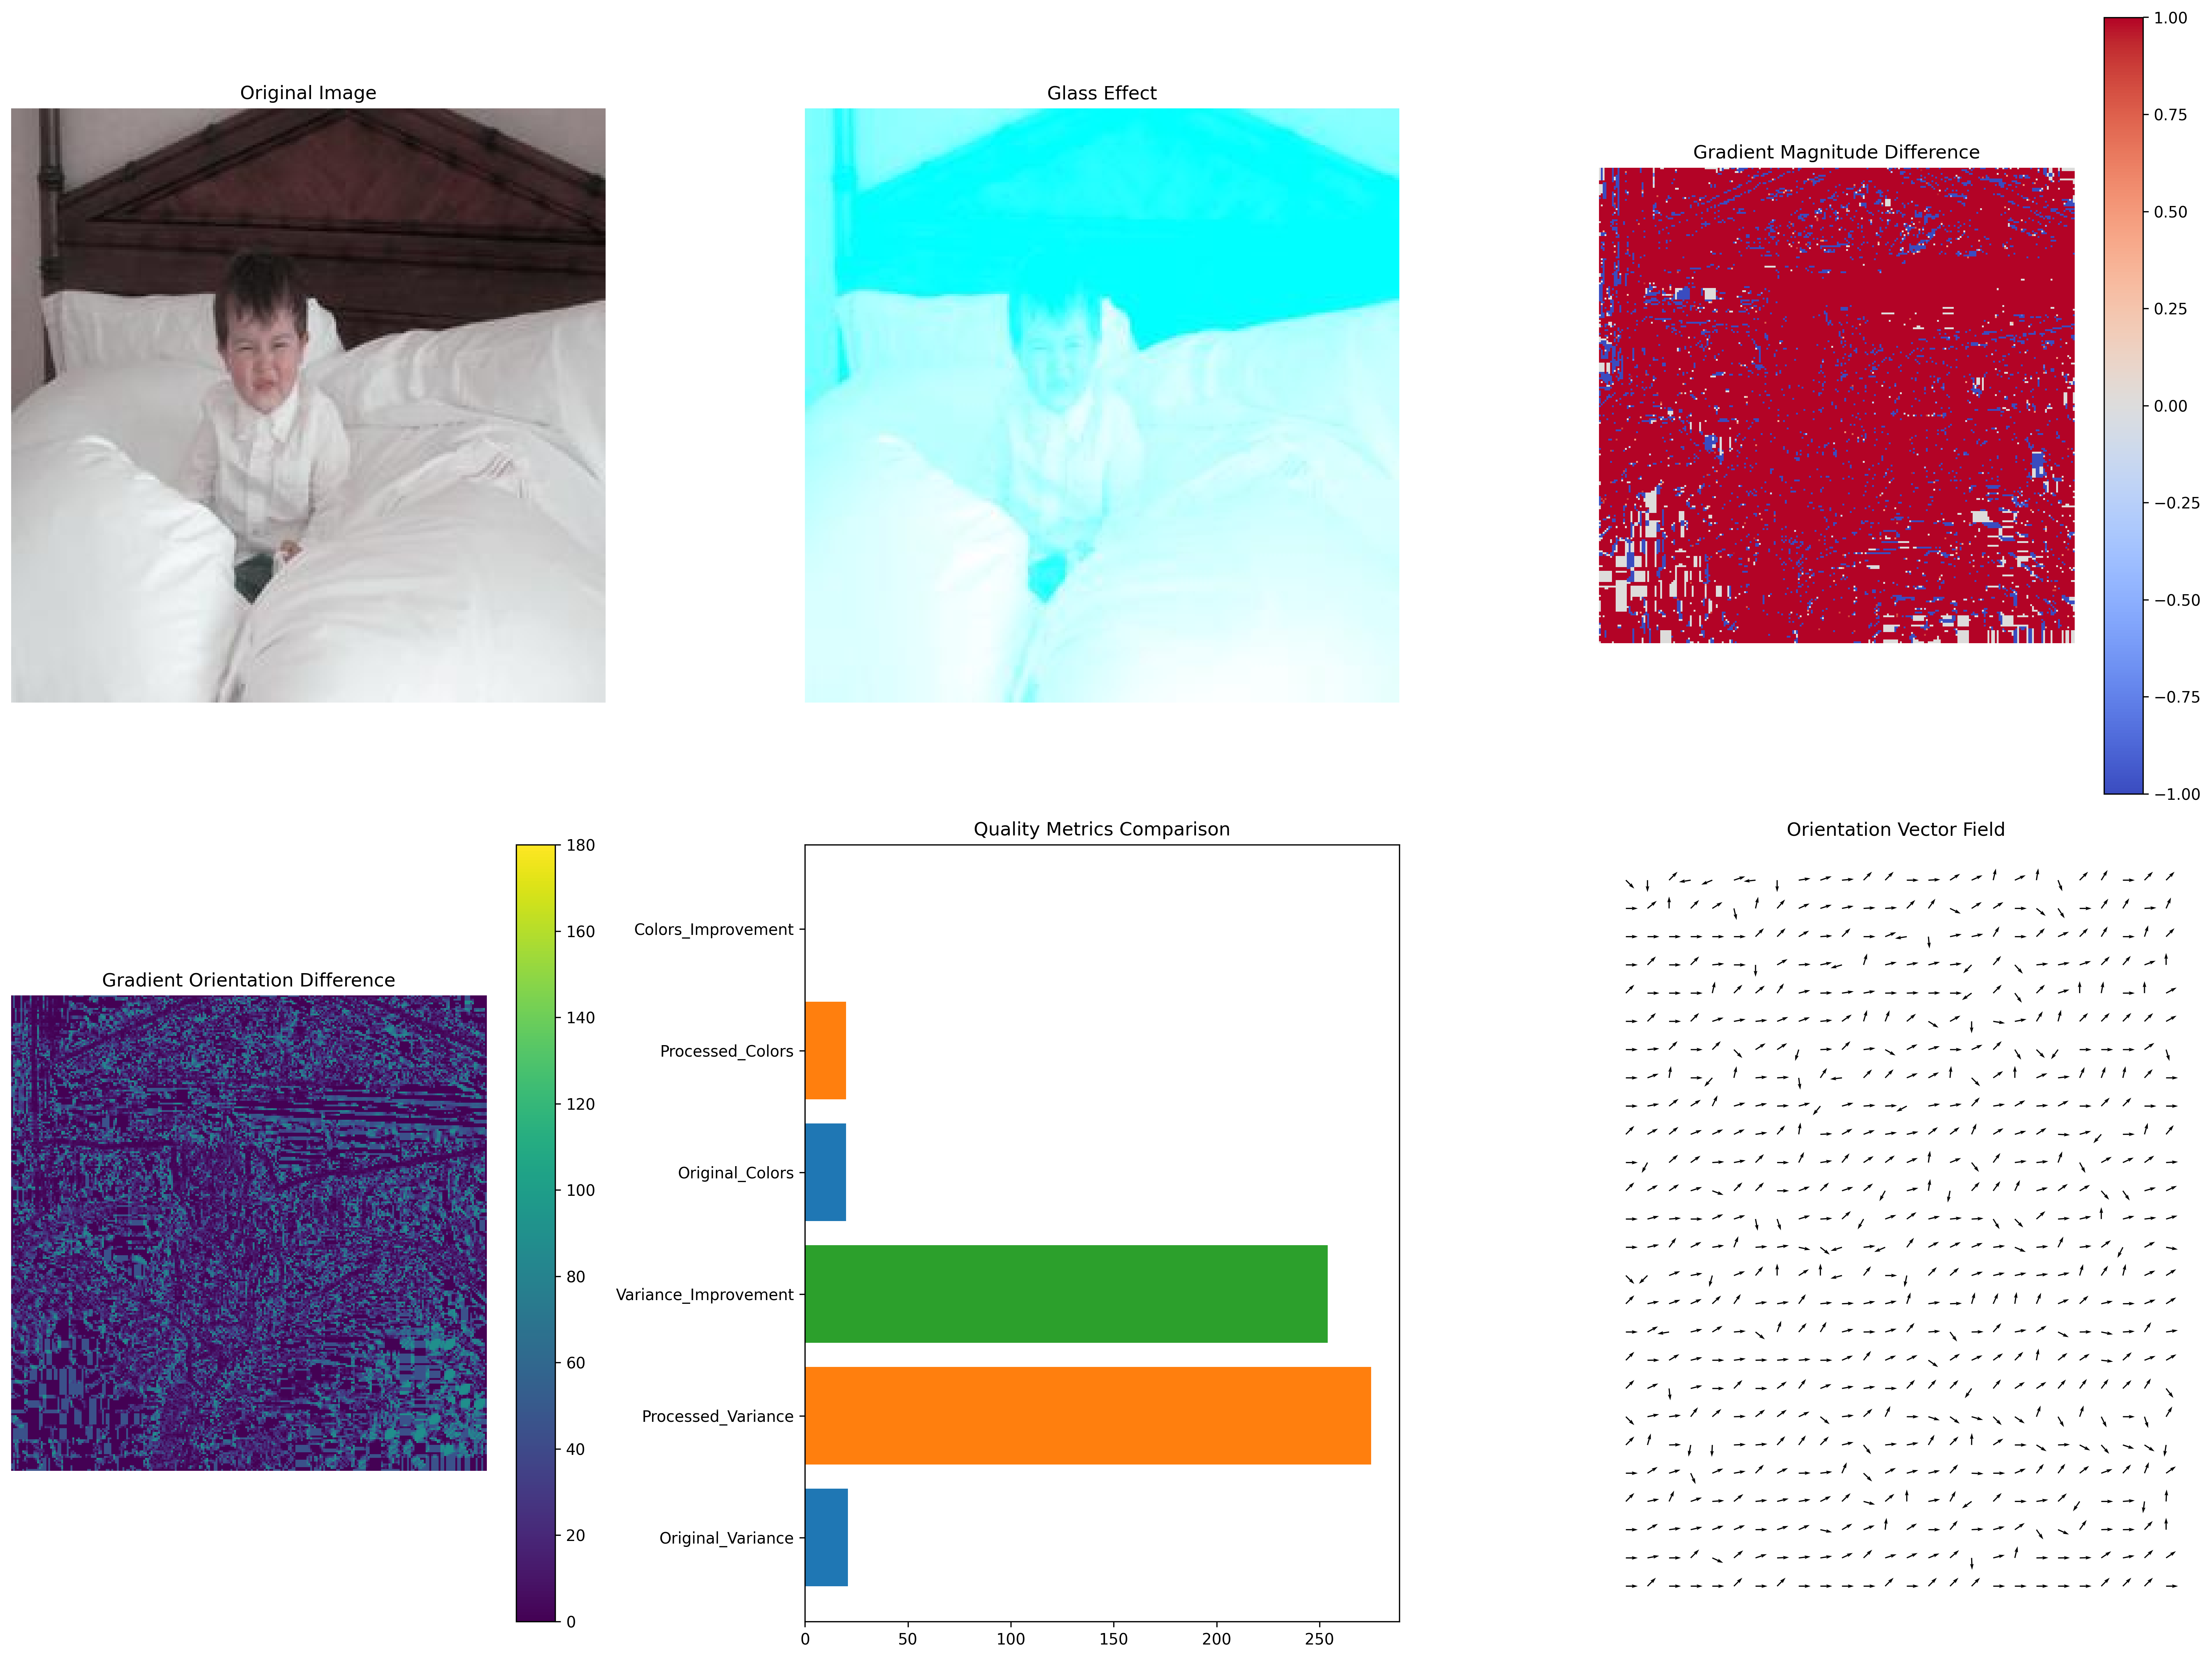 Original Image
Glass Effect
Gradient Magnitude Difference
1.00
0.75
0.50
0.25
0.00
−0.25
−0.50
−0.75
−1.00
Gradient Orientation Difference
180
160
140
120
100
80
60
40
20
0
Quality Metrics Comparison
Colors_Improvement
Processed_Colors
Original_Colors
Variance_Improvement
Processed_Variance
Original_Variance
0 50 100 150 200 250
Orientation Vector Field